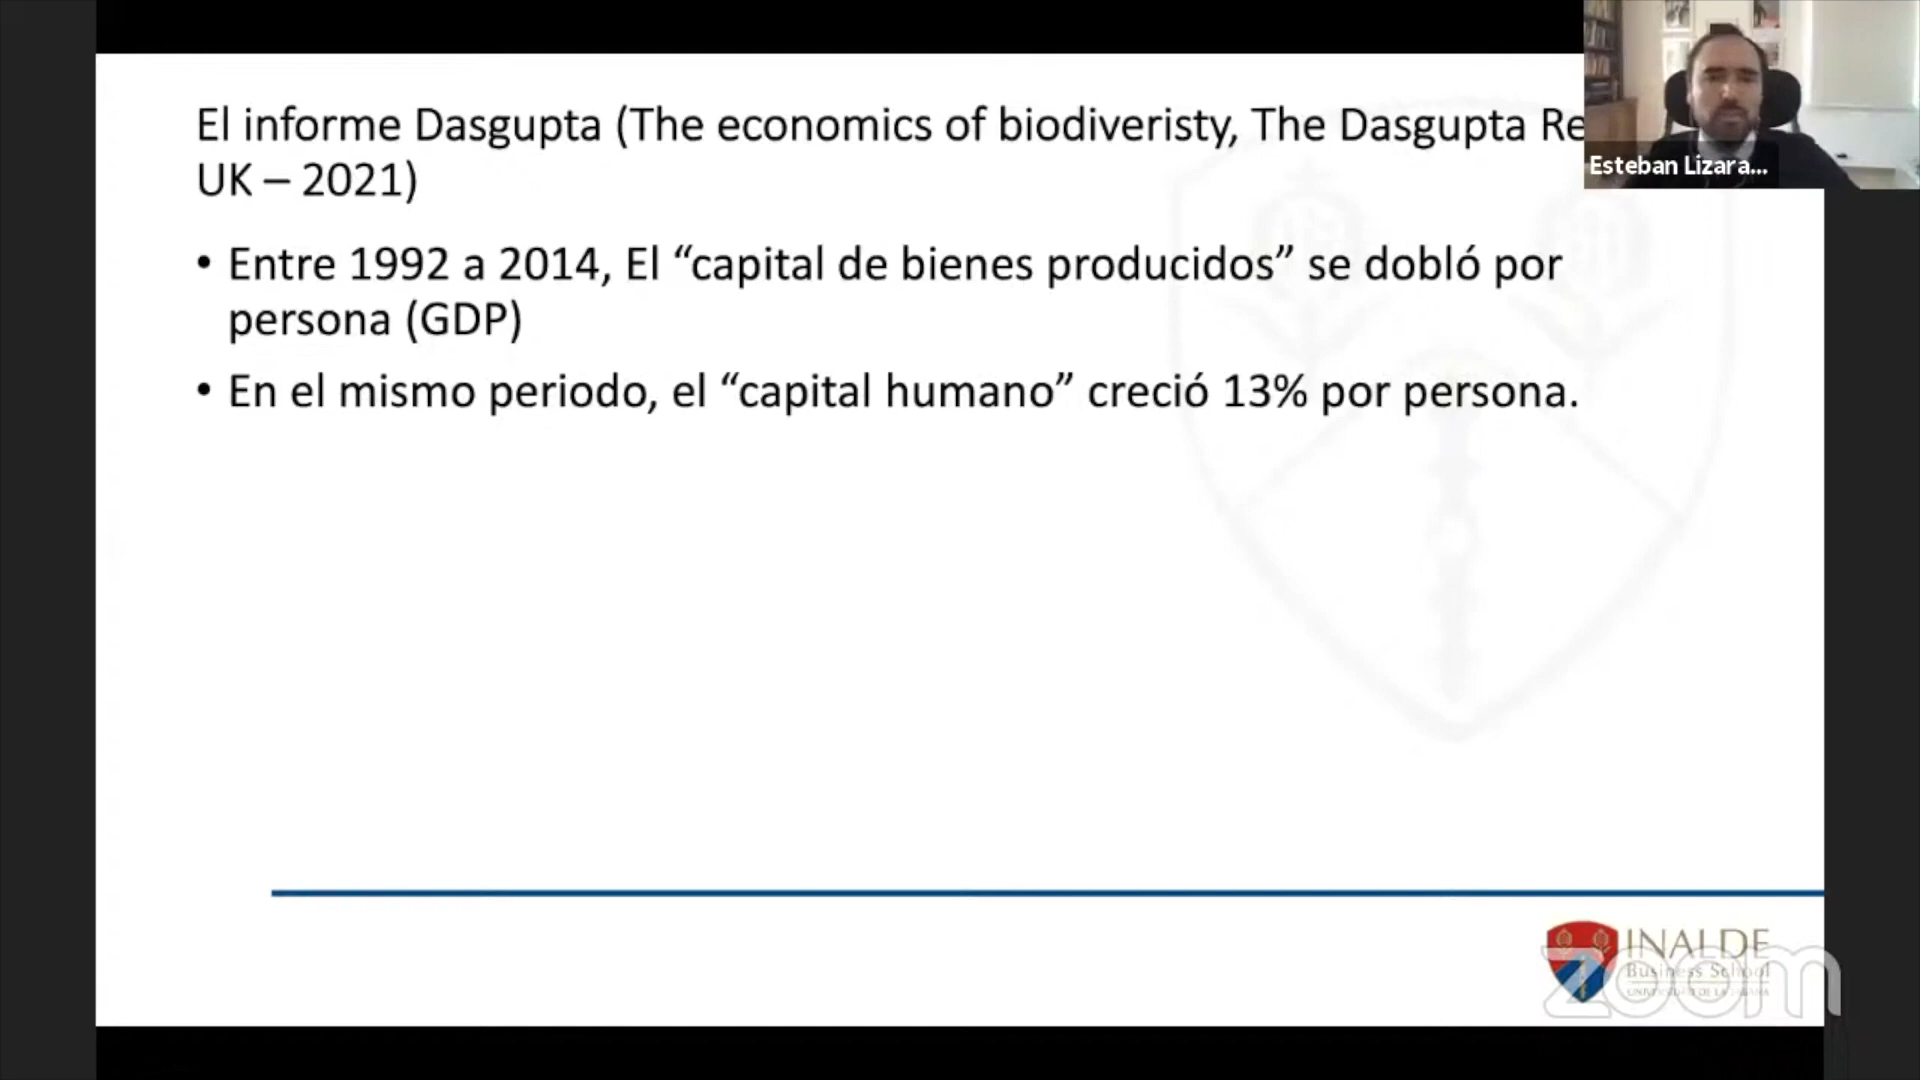 El informe Dasgupta (The economics of biodiveristy, The Dasgupta Re
UK – 2021)
• Entre 1992 a 2014, El “capital de bienes producidos” se dobló por
persona (GDP)
• En el mismo periodo, el “capital humano” creció 13% por persona.
Esteban Lizara...
INALDE
Business School
zoom